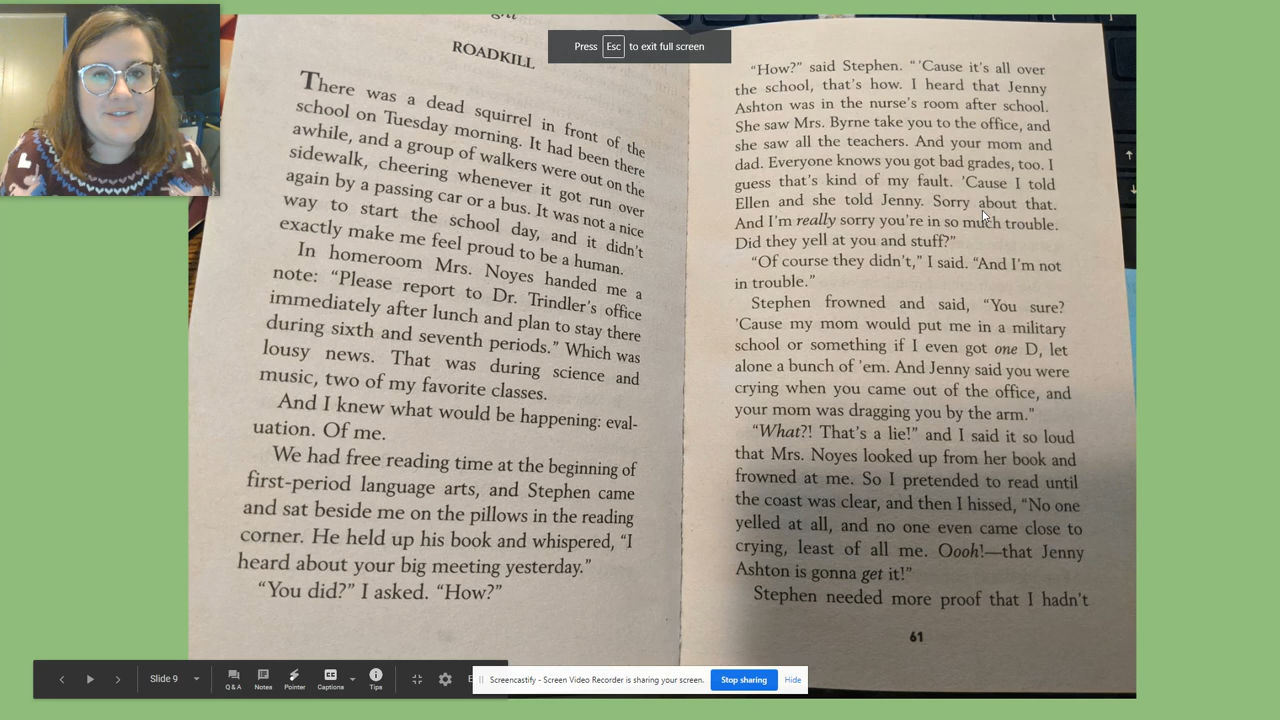 ROADKILL
There was a dead squirrel in front of the
school on Tuesday morning. It had been there
awhile, and a group of walkers were out on the
sidewalk, cheering whenever it got run over
again by a passing car or a bus. It was not a nice
way to start the school day, and it didn't
exactly make me feel proud to be a human.
In homeroom Mrs. Noyes handed me a
note: “Please report to Dr. Trindler’s office
immediately after lunch and plan to stay there
during sixth and seventh periods.” Which was
lousy news. That was during science and
music, two of my favorite classes.
And I knew what would be happening: eval-
uation. Of me.
We had free reading time at the beginning of
first-period language arts, and Stephen came
and sat beside me on the pillows in the reading
corner. He held up his book and whispered, “I
heard about your big meeting yesterday.”
“You did?” I asked. “How?”
“How?” said Stephen. “ ’Cause it’s all over
the school, that’s how. I heard that Jenny
Ashton was in the nurse’s room after school.
She saw Mrs. Byrne take you to the office, and
she saw all the teachers. And your mom and
dad. Everyone knows you got bad grades, too. I
guess that’s kind of my fault. ’Cause I told
Ellen and she told Jenny. Sorry about that.
And I’m really sorry you’re in so much trouble.
Did they yell at you and stuff?”
“Of course they didn’t,” I said. “And I’m not
in trouble.”
Stephen frowned and said, “You sure?
’Cause my mom would put me in a military
school or something if I even got one D, let
alone a bunch of ’em. And Jenny said you were
crying when you came out of the office, and
your mom was dragging you by the arm.”
“What?! That’s a lie!” and I said it so loud
that Mrs. Noyes looked up from her book and
frowned at me. So I pretended to read until
the coast was clear, and then I hissed, “No one
yelled at all, and no one even came close to
crying, least of all me. Oooh!—that Jenny
Ashton is gonna get it!”
Stephen needed more proof that I hadn’t
61
Press Esc to exit full screen
Slide 9
Q & A
Notes
Pointer
Captions
Tips
Screencastify - Screen Video Recorder is sharing your screen.
Stop sharing
Hide